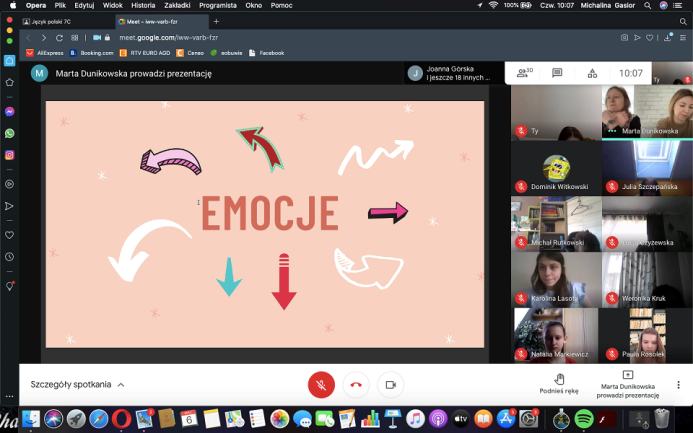 Opera Plik Edytuj Widok Historia Zakładki Programista Okno Pomoc 100% Czw. 10:07 Michalina Gasior
Język polski 7C
Meet – iww-varb-fzr
meet.google.com/iww-varb-fzr
AliExpress Booking.com RTV EURO AGD Ceneo eobuwie Facebook
M Marta Dunikowska prowadzi prezentację
J Joanna Górska
i jeszcze 18 innych ...
30
10:07
Ty
EMOCJE
Ty
Marta Dunikowska
Dominik Witkowski
Julia Szczepańska
Michał Rutkowski
Czyżewska
Karolina Lasota
Weronika Kruk
Natalia Markiewicz
Paula Rosołek
Szczegóły spotkania
Podnieś rękę
Marta Dunikowska
prowadzi prezentację